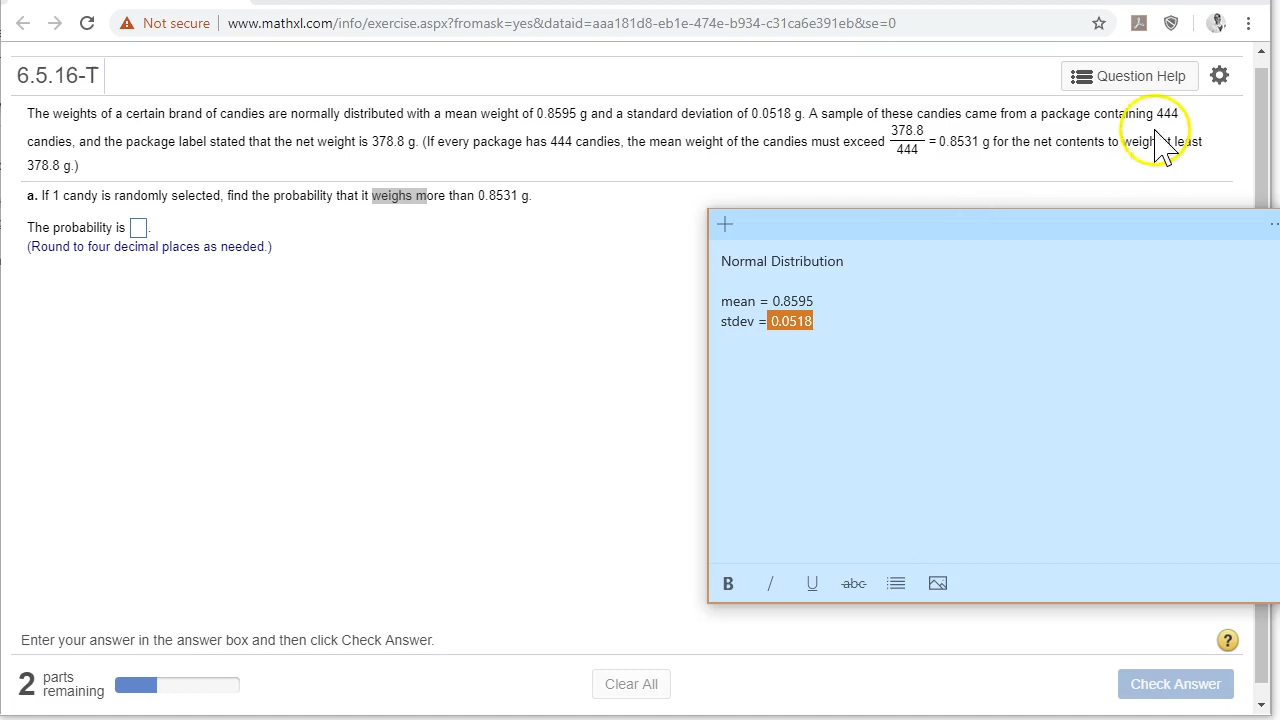 Not secure | www.mathxl.com/info/exercise.aspx?fromask=yes&dataid=aaa181d8-eb1e-474e-b934-c31ca6e391eb&se=0
6.5.16-T
Question Help
The weights of a certain brand of candies are normally distributed with a mean weight of 0.8595 g and a standard deviation of 0.0518 g. A sample of these candies came from a package containing 444
candies, and the package label stated that the net weight is 378.8 g. (If every package has 444 candies, the mean weight of the candies must exceed 378.8/444 = 0.8531 g for the net contents to weigh at least
378.8 g.)
a. If 1 candy is randomly selected, find the probability that it weighs more than 0.8531 g.
The probability is .
(Round to four decimal places as needed.)
Normal Distribution
mean = 0.8595
stdev = 0.0518
B / U abc
Enter your answer in the answer box and then click Check Answer.
?
2 parts
remaining
Clear All
Check Answer